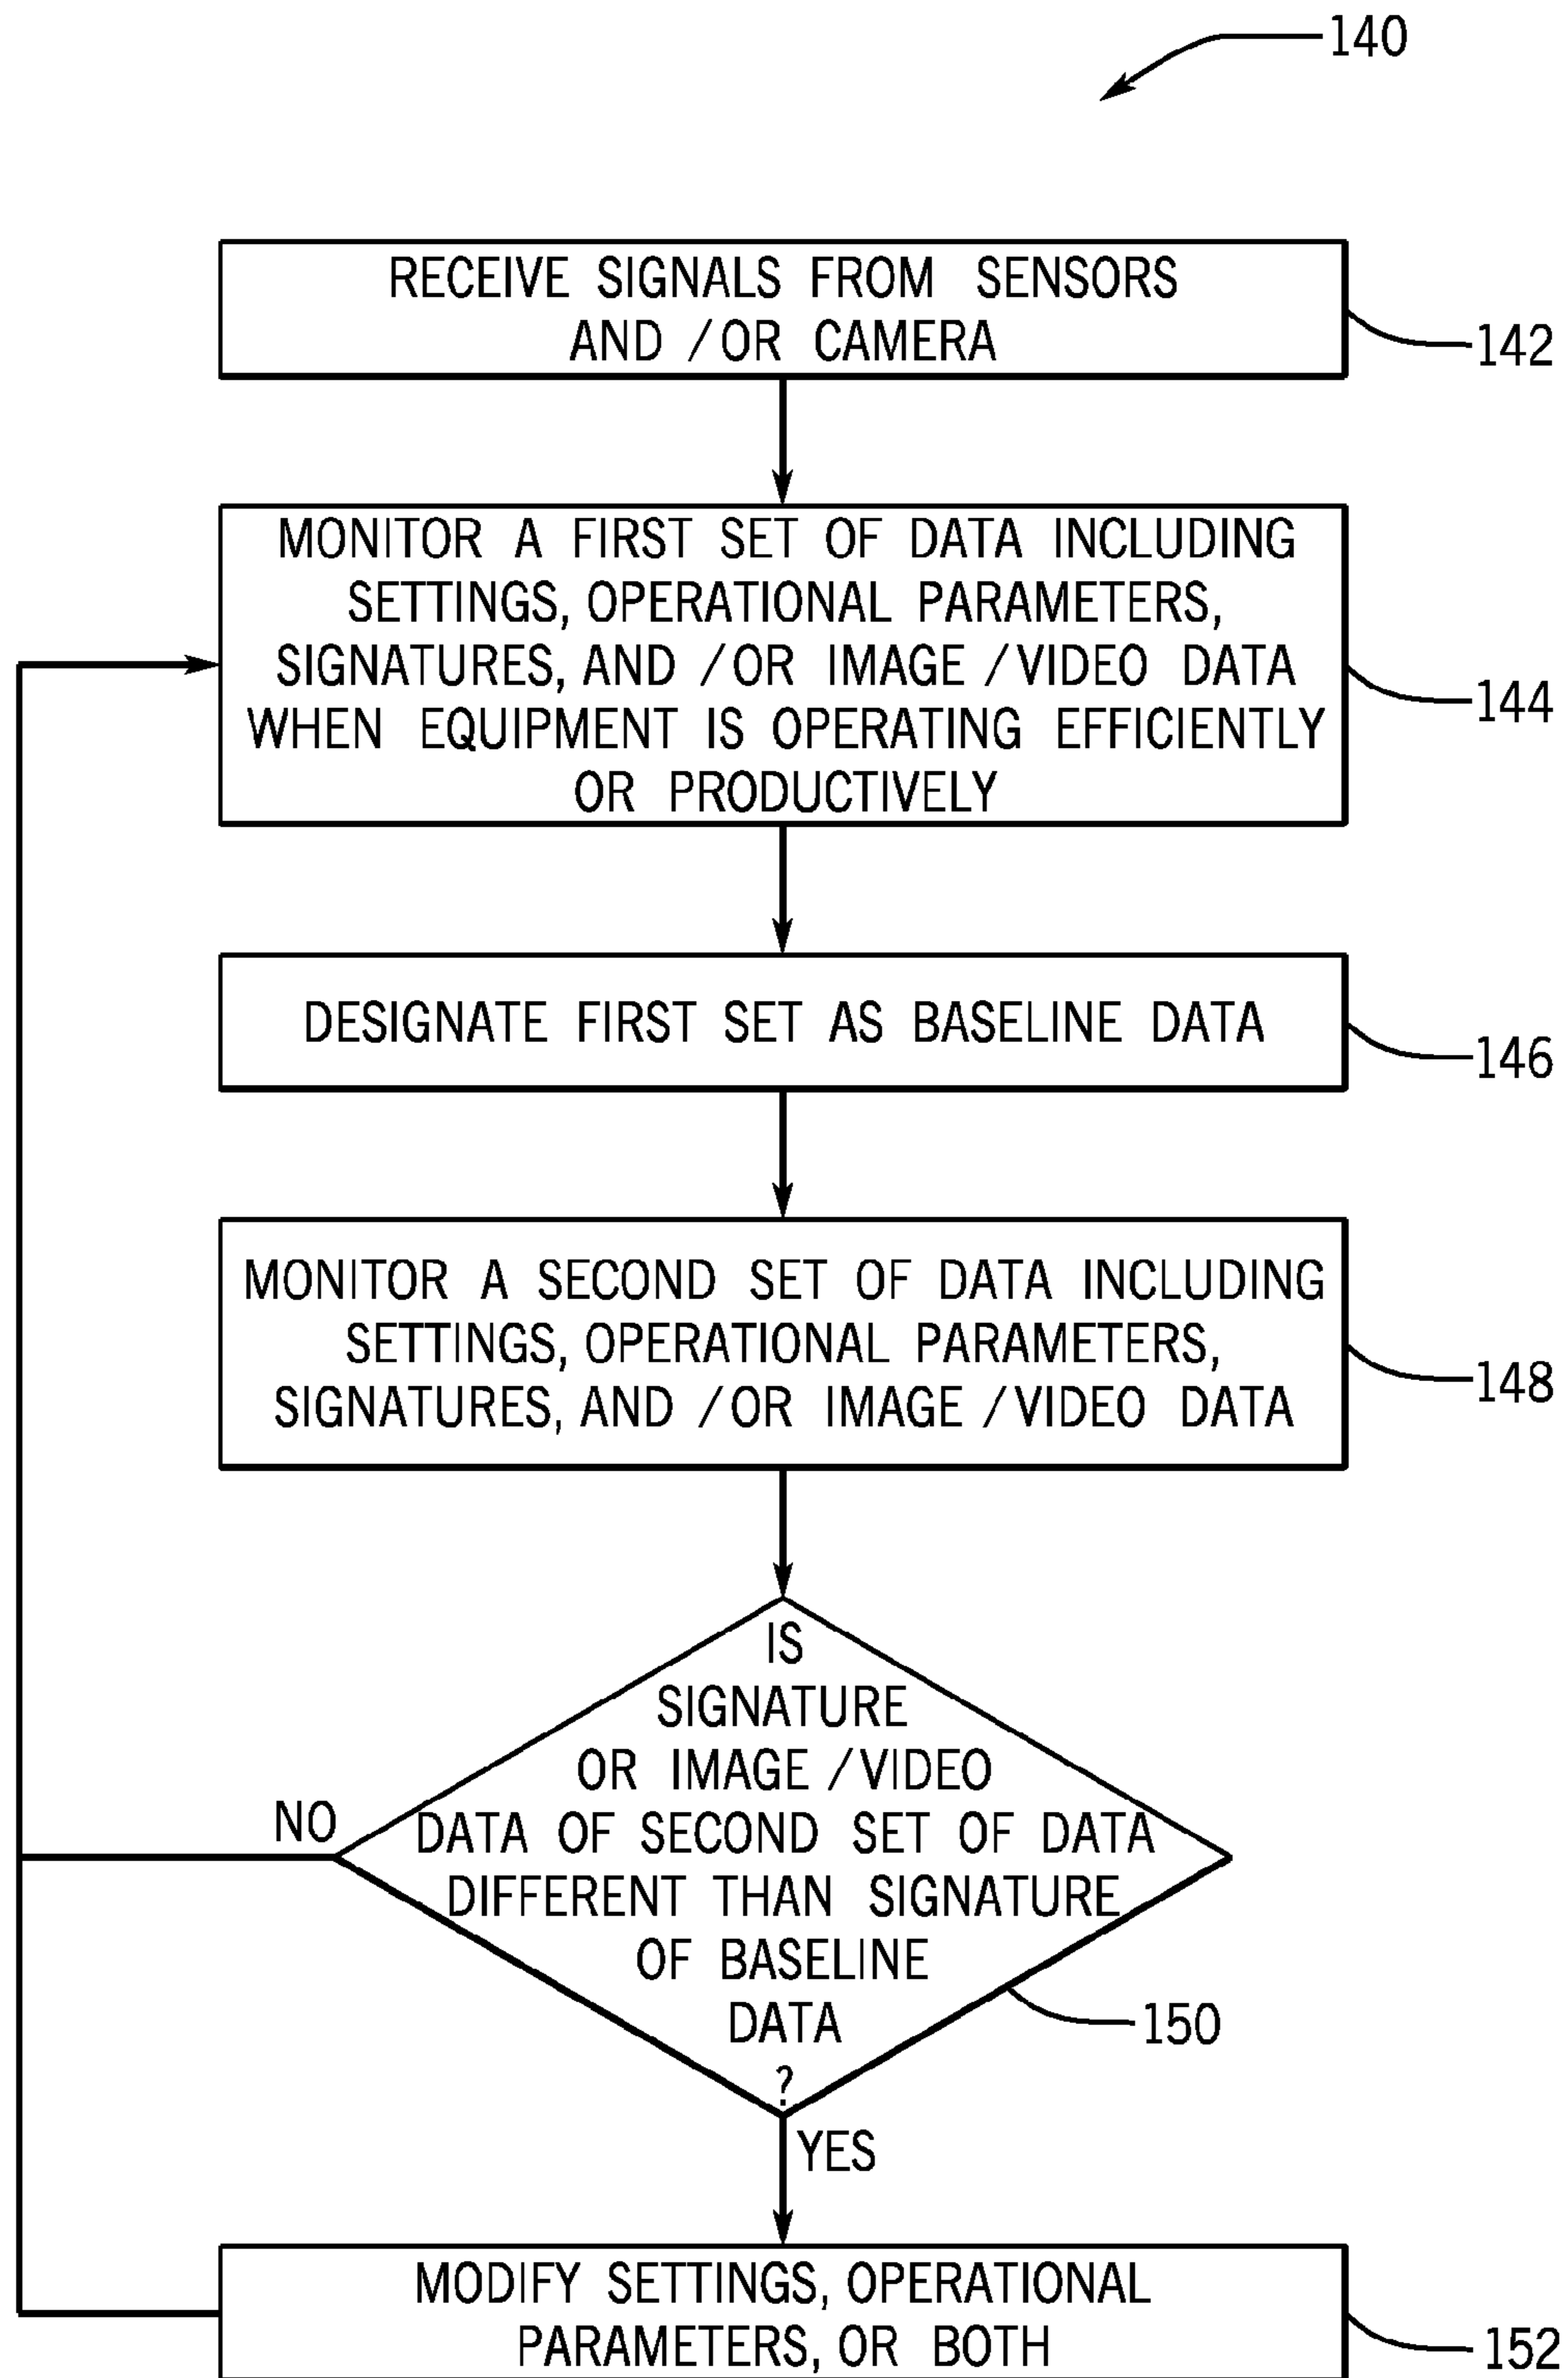 140
RECEIVE SIGNALS FROM SENSORS
AND /OR CAMERA
142
MONITOR A FIRST SET OF DATA INCLUDING
SETTINGS, OPERATIONAL PARAMETERS,
SIGNATURES, AND /OR IMAGE /VIDEO DATA
WHEN EQUIPMENT IS OPERATING EFFICIENTLY
OR PRODUCTIVELY
144
DESIGNATE FIRST SET AS BASELINE DATA
146
MONITOR A SECOND SET OF DATA INCLUDING
SETTINGS, OPERATIONAL PARAMETERS,
SIGNATURES, AND /OR IMAGE /VIDEO DATA
148
IS
SIGNATURE
OR IMAGE /VIDEO
DATA OF SECOND SET OF DATA
DIFFERENT THAN SIGNATURE
OF BASELINE
DATA
?
NO
150
YES
MODIFY SETTINGS, OPERATIONAL
PARAMETERS, OR BOTH
152